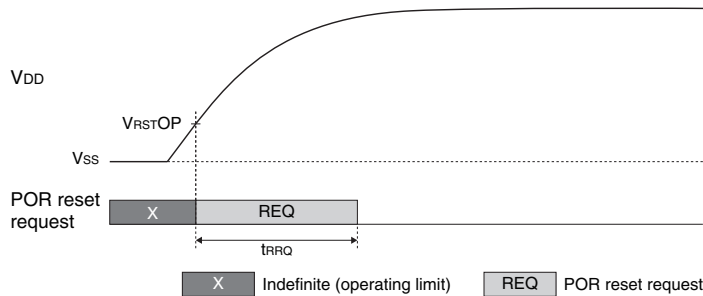 VDD
VRSTOP
VSS
POR reset
request
X
REQ
tRRQ
X Indefinite (operating limit) REQ POR reset request